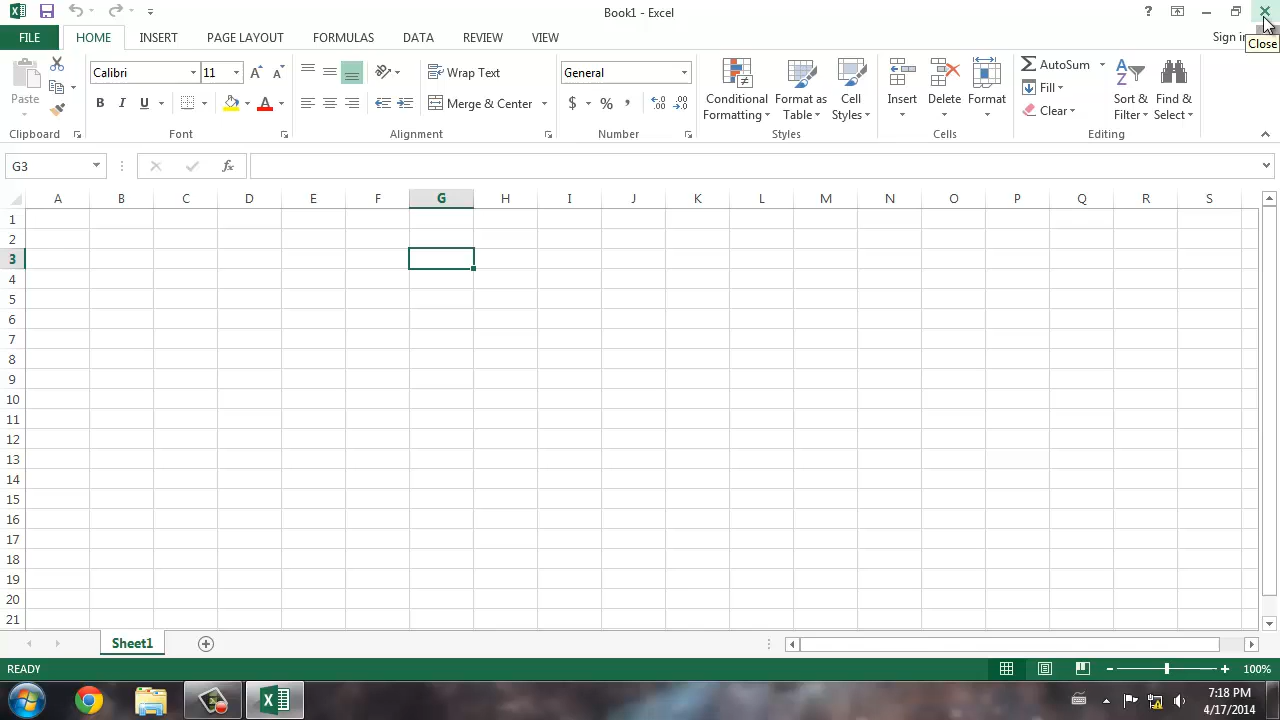 Book1 - Excel
?
FILE HOME INSERT PAGE LAYOUT FORMULAS DATA REVIEW VIEW
Close
Calibri 11
Wrap Text
General
AutoSum
Fill
Clear
Paste
B I U A
Merge & Center
$ % ,
Conditional Formatting
Format as Table
Cell Styles
Insert Delete Format
Sort & Filter
Find & Select
Clipboard Font Alignment Number Styles Cells Editing
G3
fx
A B C D E F G H I J K L M N O P Q R S
1
2
3
4
5
6
7
8
9
10
11
12
13
14
15
16
17
18
19
20
21
Sheet1
READY
100%
7:18 PM
4/17/2014